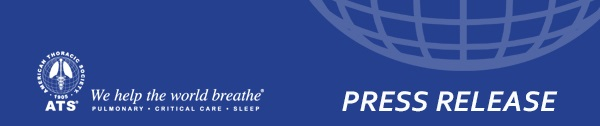 AMERICAN THORACIC SOCIETY
1905
ATS®
We help the world breathe®
PULMONARY • CRITICAL CARE • SLEEP
PRESS RELEASE